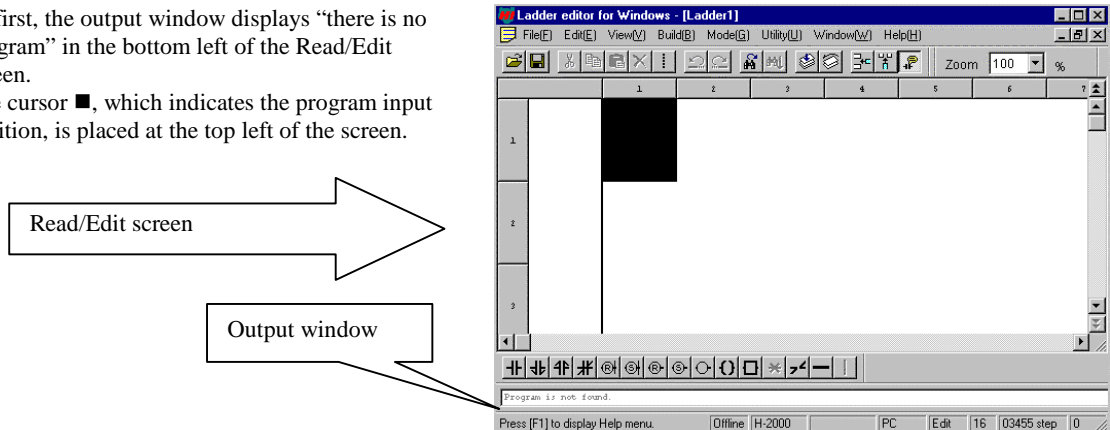 first, the output window displays “there is no
gram” in the bottom left of the Read/Edit
een.
cursor ■, which indicates the program input
ition, is placed at the top left of the screen.
Read/Edit screen
Output window
Ladder editor for Windows - [Ladder1]
File(F) Edit(E) View(V) Build(B) Mode(G) Utility(U) Window(W) Help(H)
Zoom 100 %
1 2 3 4 5 6 7
1
2
3
Program is not found.
Press [F1] to display Help menu. Offline H-2000 PC Edit 16 03455 step 0